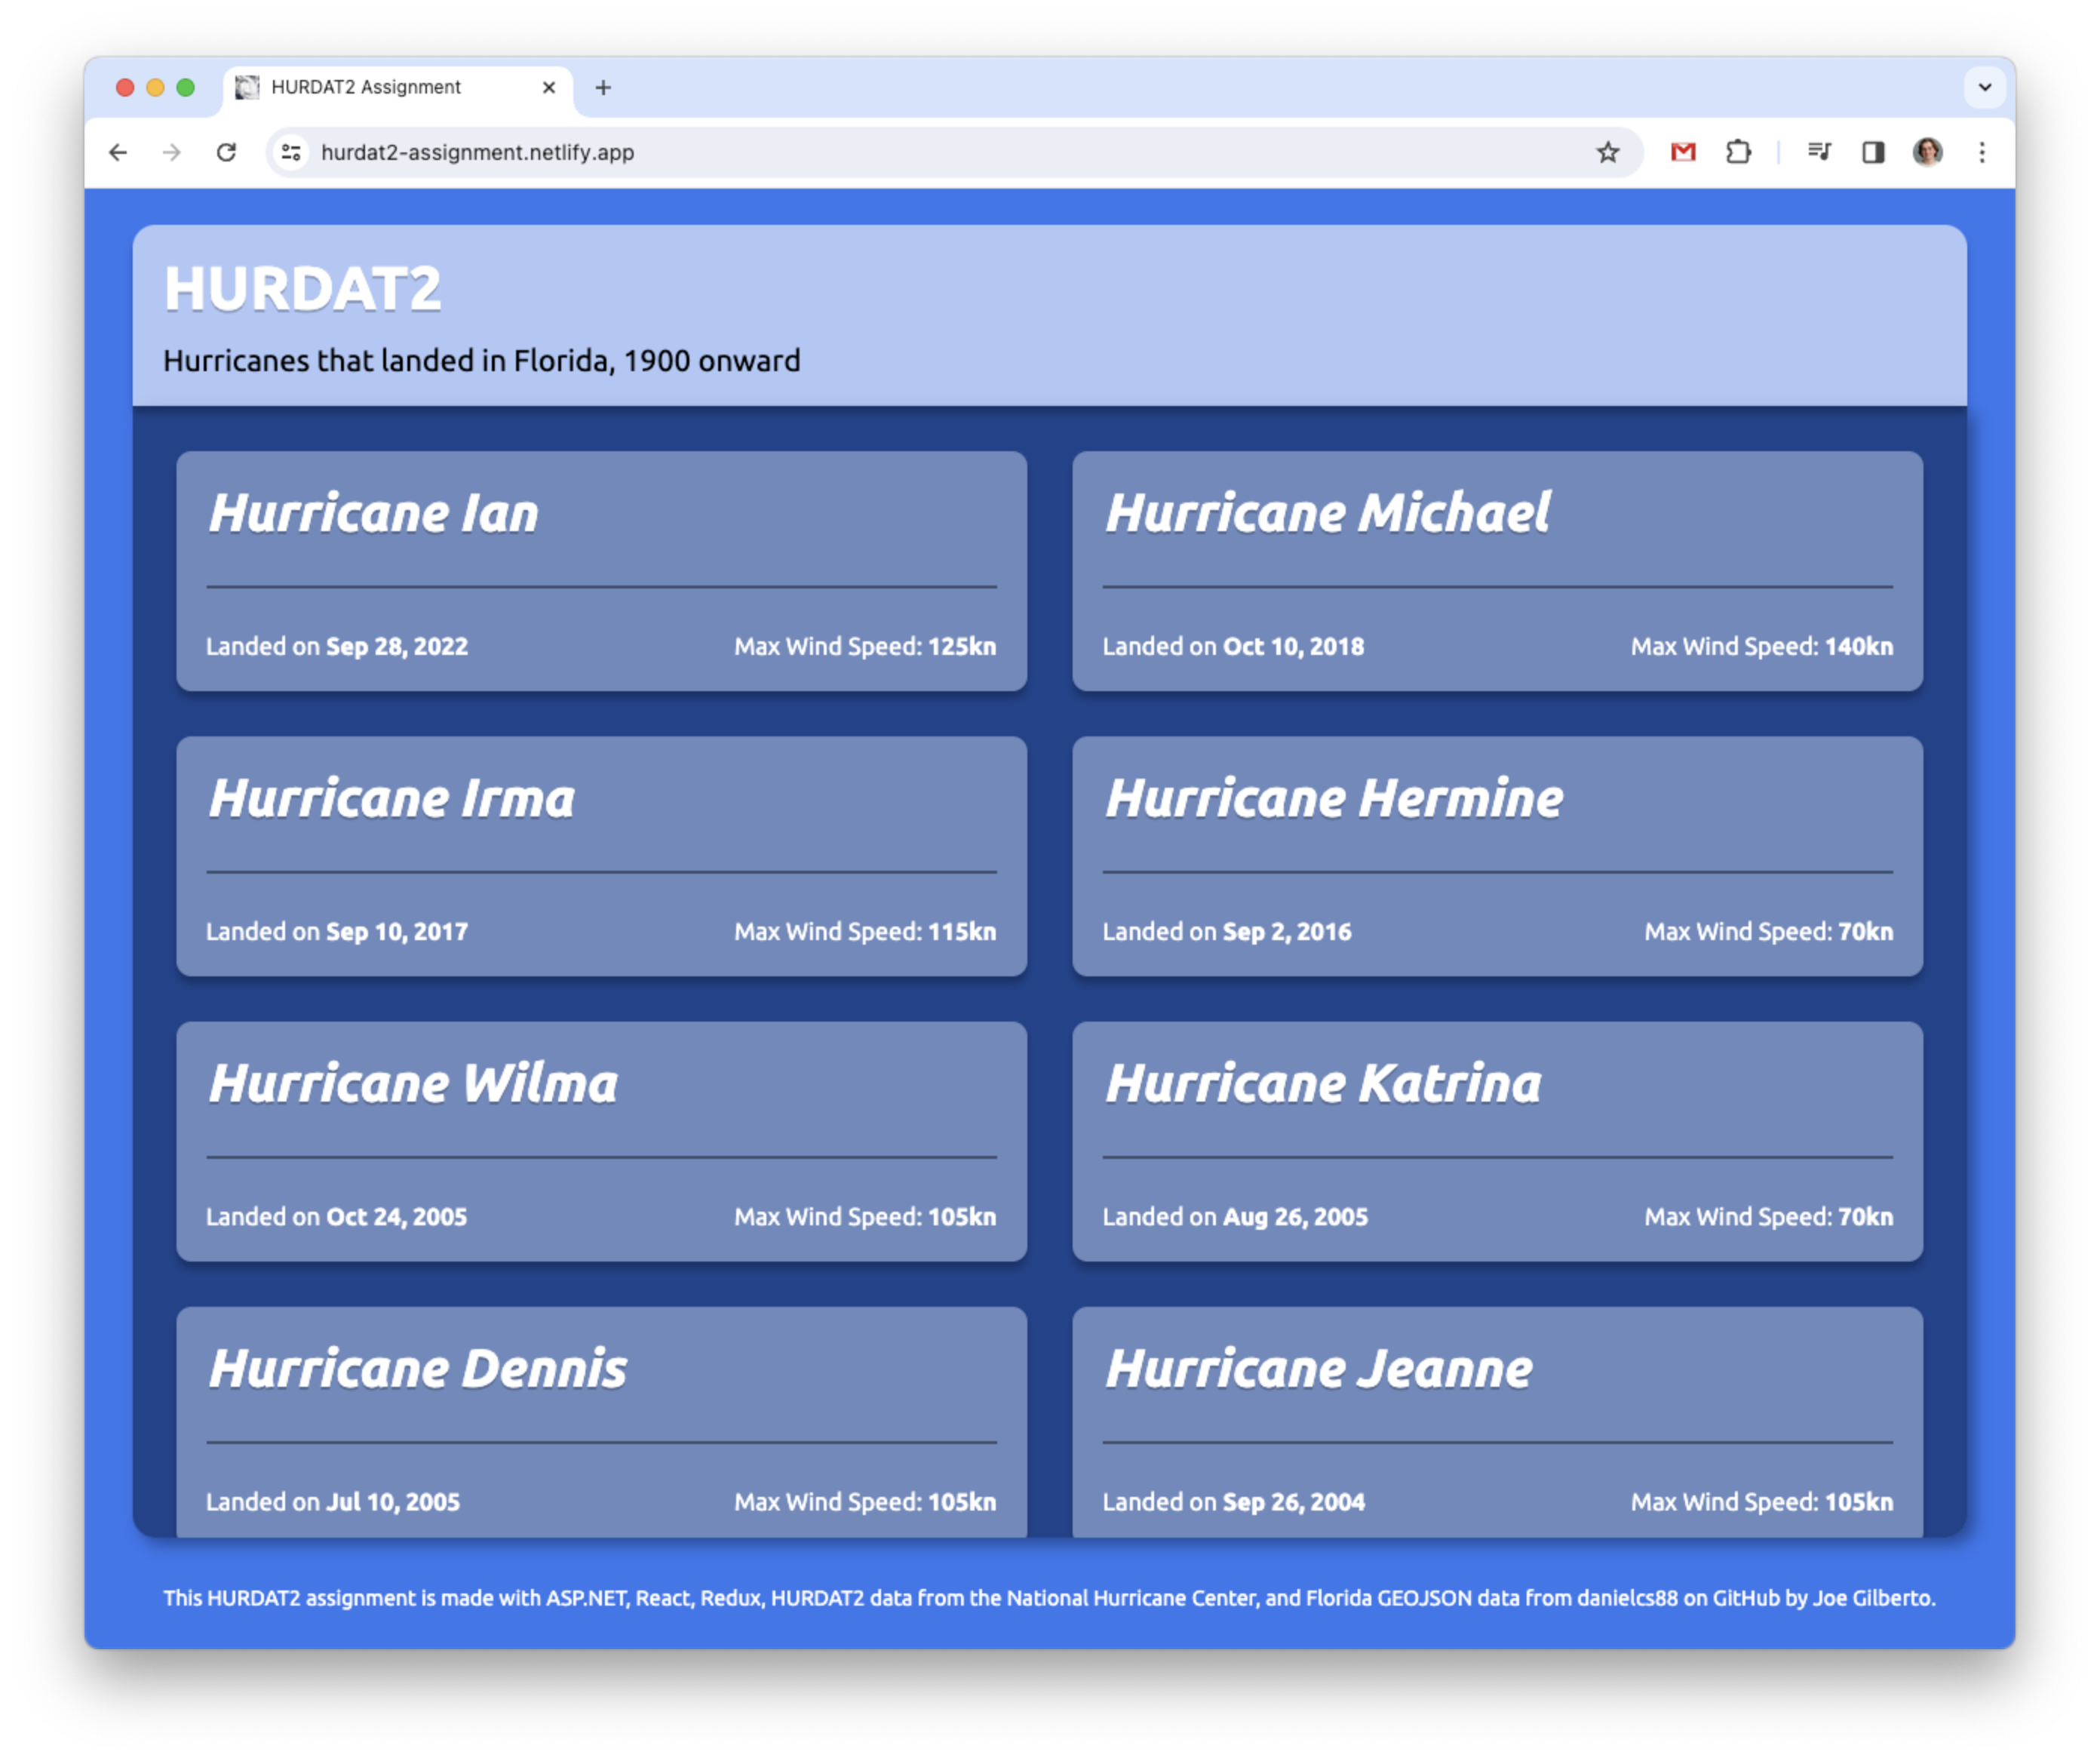 HURDAT2 Assignment
hurdat2-assignment.netlify.app
HURDAT2
Hurricanes that landed in Florida, 1900 onward
Hurricane Ian
Landed on Sep 28, 2022
Max Wind Speed: 125kn
Hurricane Michael
Landed on Oct 10, 2018
Max Wind Speed: 140kn
Hurricane Irma
Landed on Sep 10, 2017
Max Wind Speed: 115kn
Hurricane Hermine
Landed on Sep 2, 2016
Max Wind Speed: 70kn
Hurricane Wilma
Landed on Oct 24, 2005
Max Wind Speed: 105kn
Hurricane Katrina
Landed on Aug 26, 2005
Max Wind Speed: 70kn
Hurricane Dennis
Landed on Jul 10, 2005
Max Wind Speed: 105kn
Hurricane Jeanne
Landed on Sep 26, 2004
Max Wind Speed: 105kn
This HURDAT2 assignment is made with ASP.NET, React, Redux, HURDAT2 data from the National Hurricane Center, and Florida GEOJSON data from danielcs88 on GitHub by Joe Gilberto.